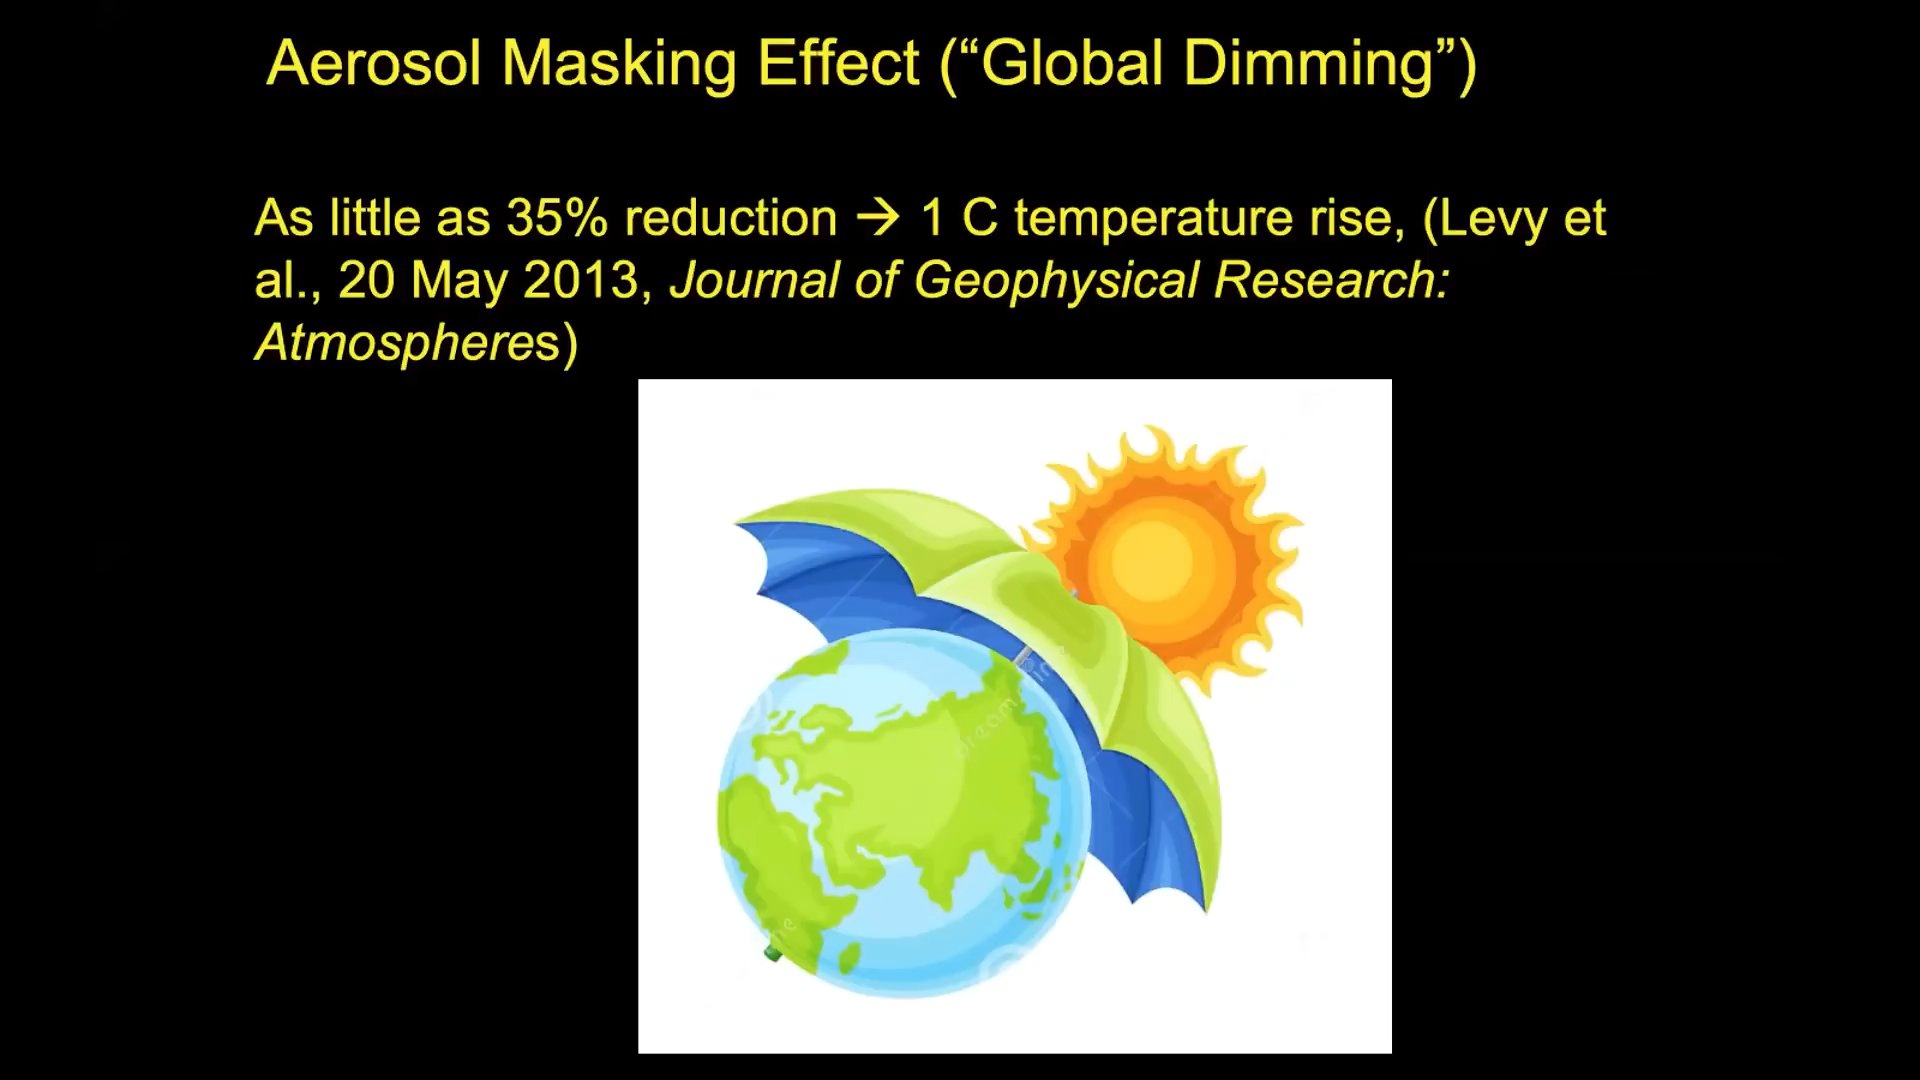 Aerosol Masking Effect (“Global Dimming”)
As little as 35% reduction → 1 C temperature rise, (Levy et
al., 20 May 2013, Journal of Geophysical Research:
Atmospheres)